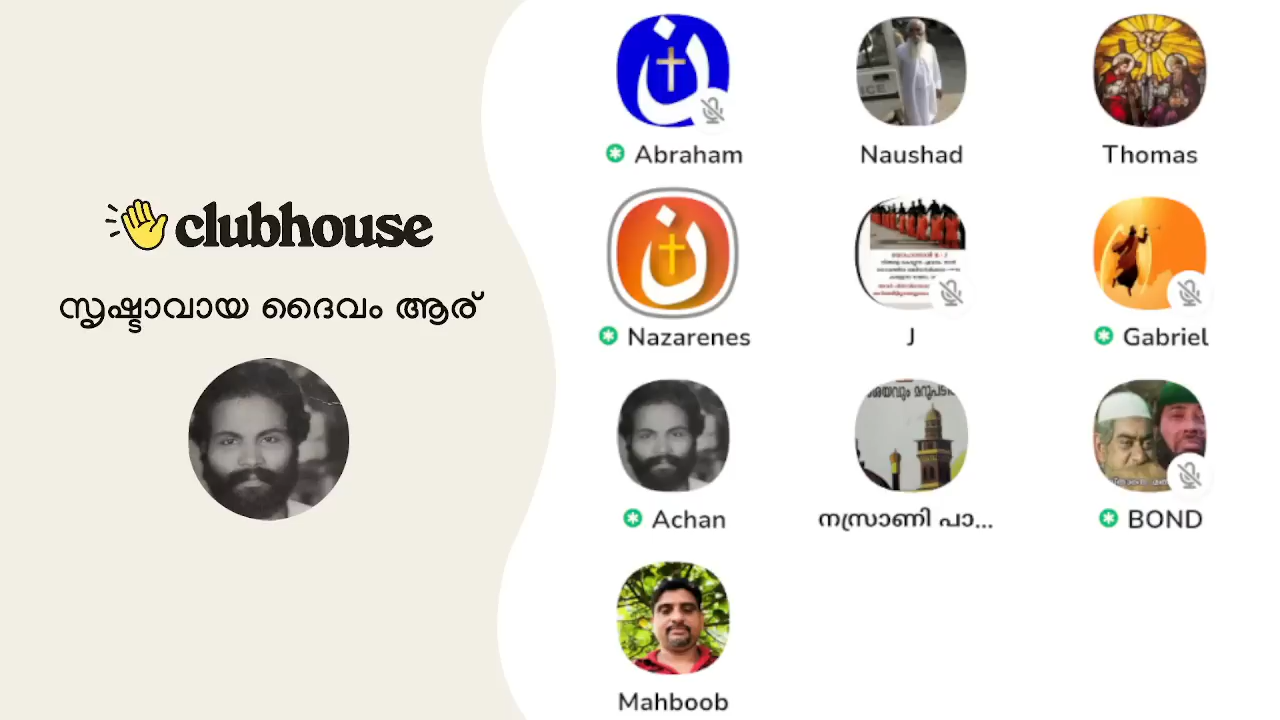 clubhouse
സൃഷ്ടാവായ ദൈവം ആര്
Abraham
Naushad
Thomas
Nazarenes
J
Gabriel
Achan
നസ്രാണി പാ...
BOND
Mahboob